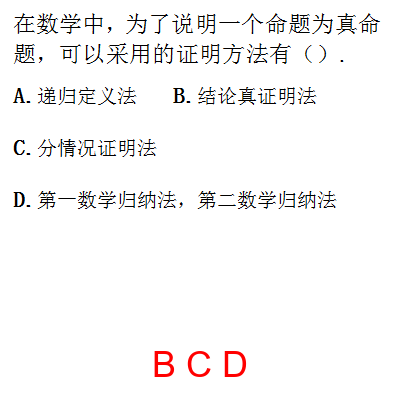 在数学中，为了说明一个命题为真命
题，可以采用的证明方法有（）.
A. 递归定义法 B. 结论真证明法
C. 分情况证明法
D. 第一数学归纳法，第二数学归纳法
B C D